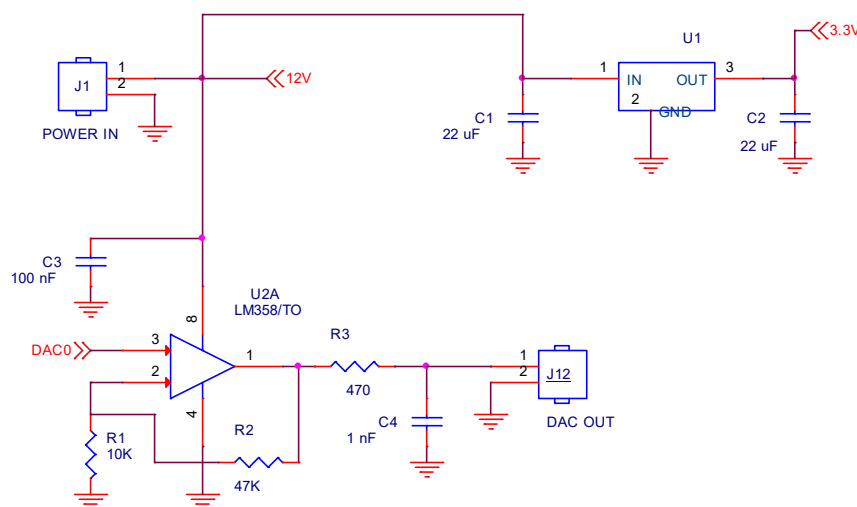 J1
1
2
POWER IN
12V
U1
1
IN
OUT
3
2
GND
3.3V
C1
22 uF
C2
22 uF
C3
100 nF
U2A
LM358/TO
8
DAC0
3
2
1
4
R3
470
R1
10K
R2
47K
C4
1 nF
1
2
J12
DAC OUT